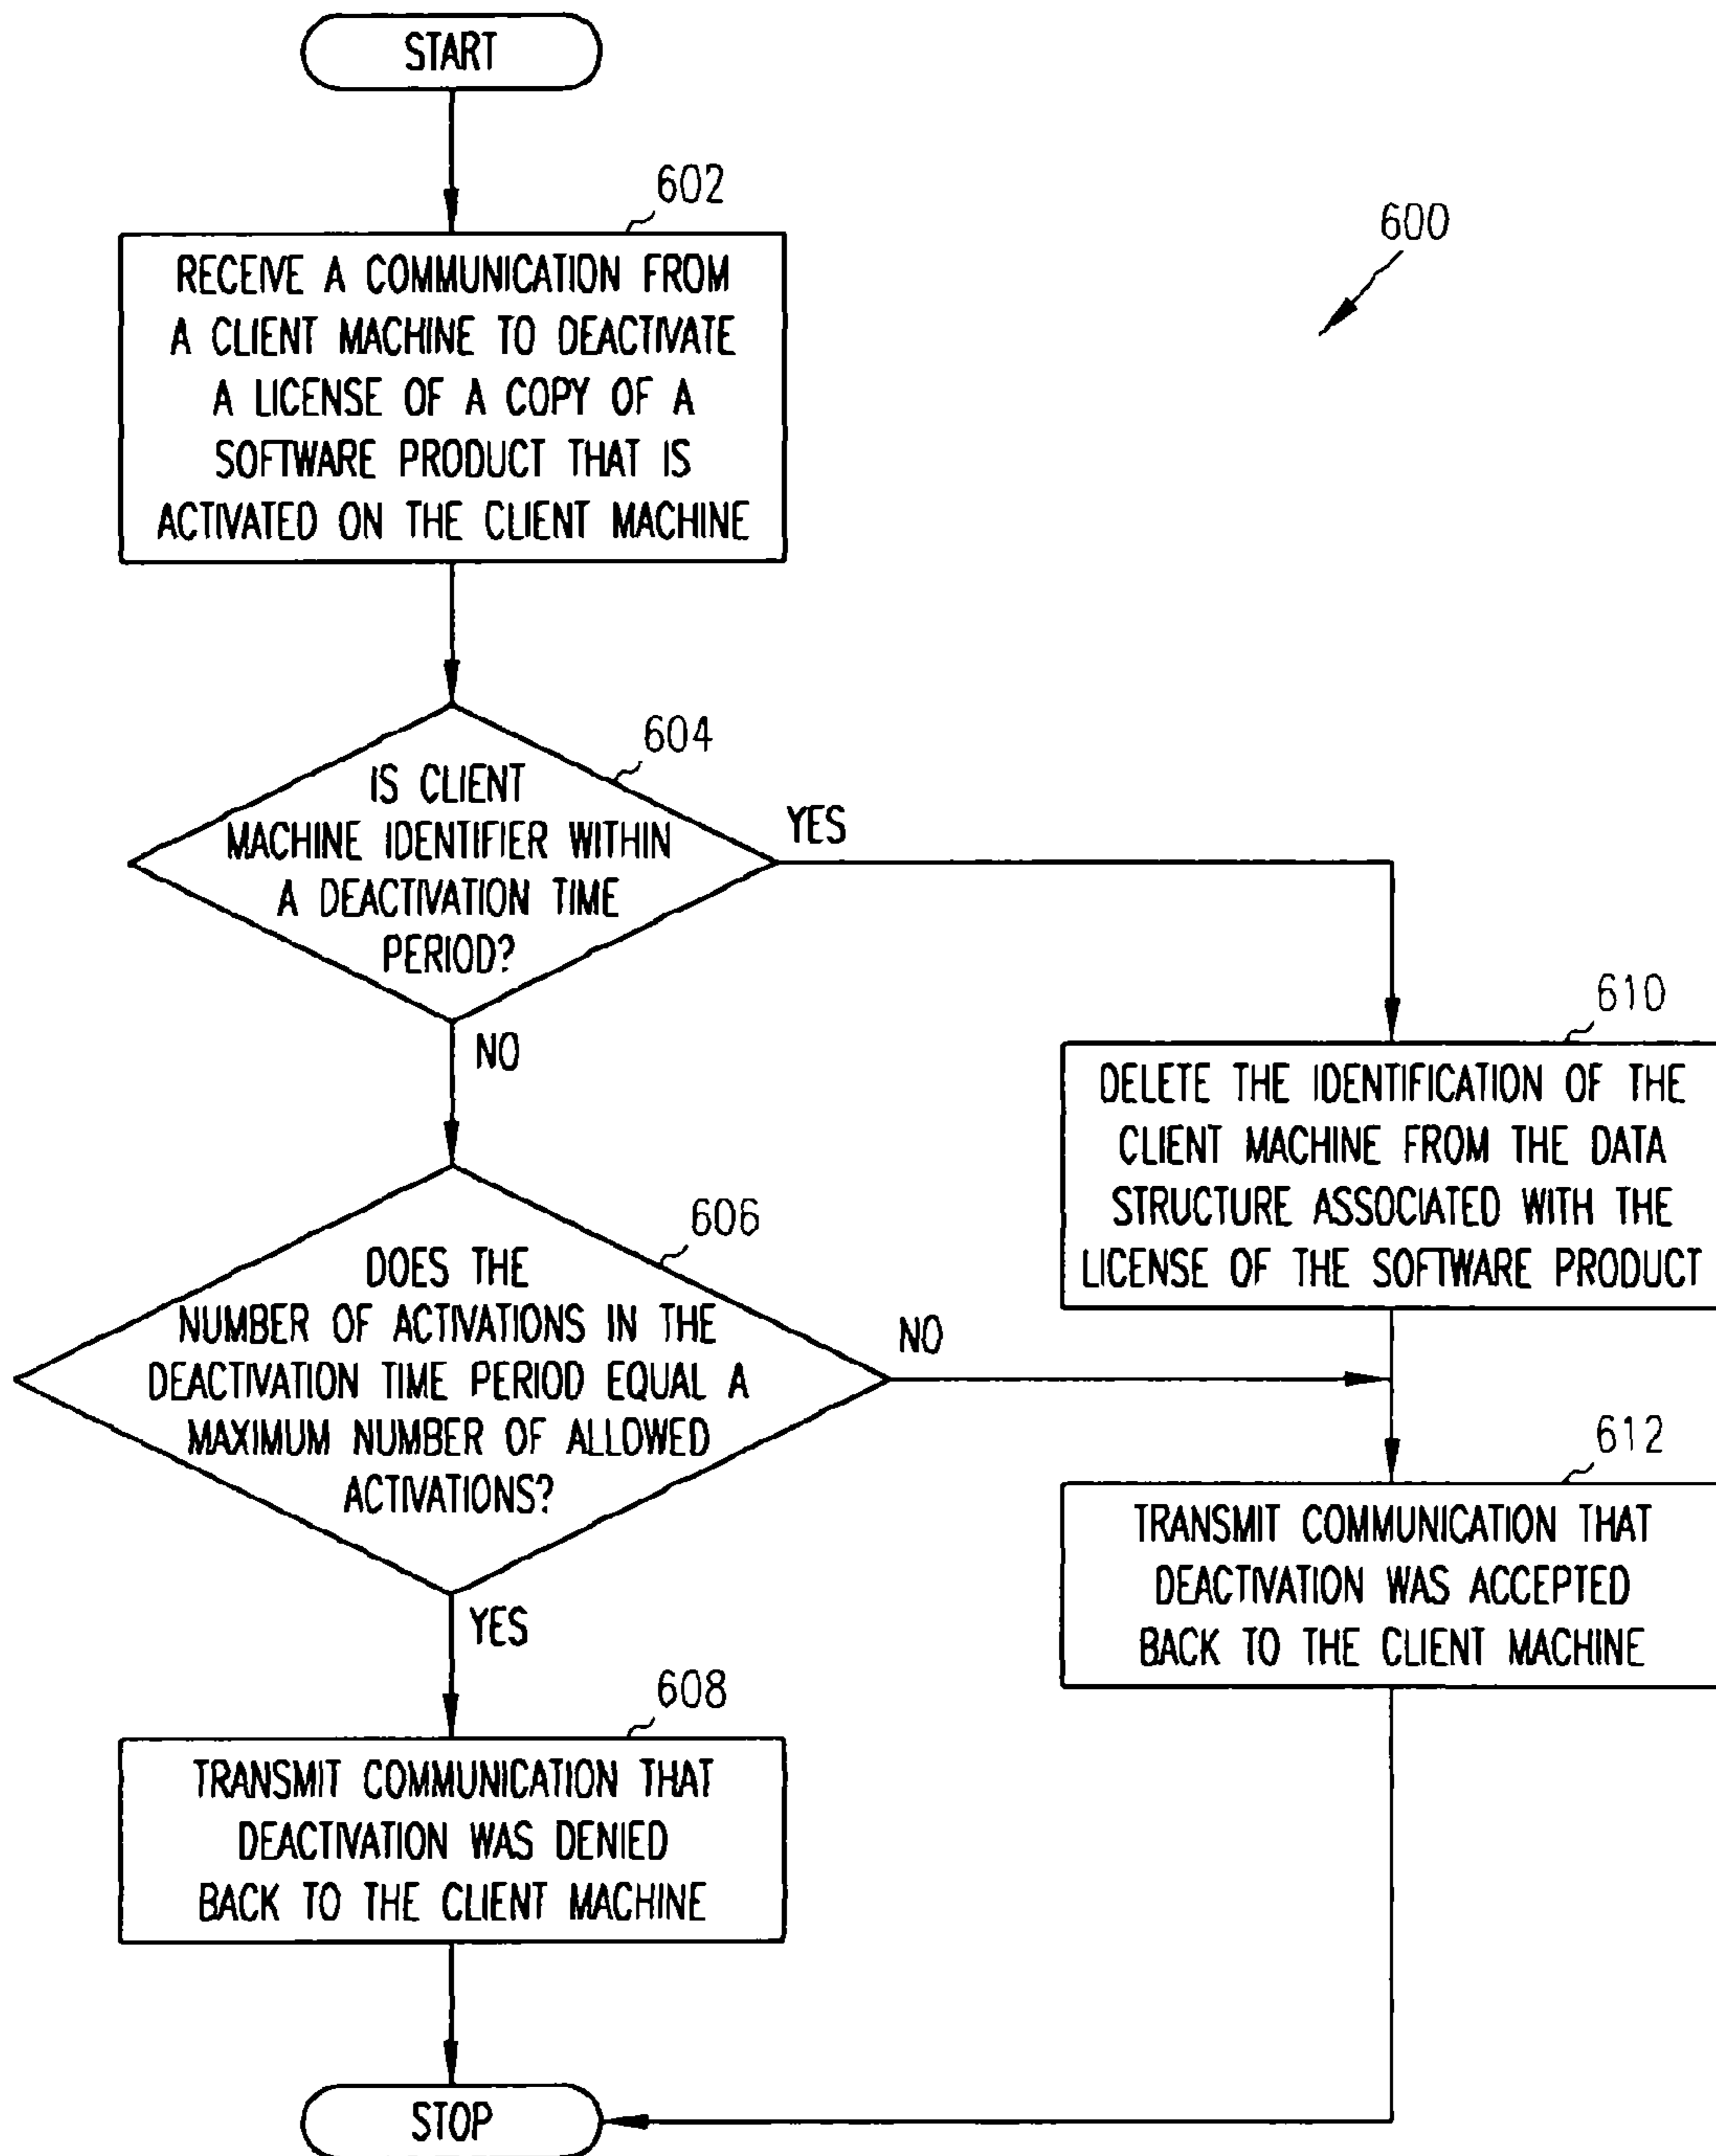 START
602
RECEIVE A COMMUNICATION FROM
A CLIENT MACHINE TO DEACTIVATE
A LICENSE OF A COPY OF A
SOFTWARE PRODUCT THAT IS
ACTIVATED ON THE CLIENT MACHINE
600
604
IS CLIENT
MACHINE IDENTIFIER WITHIN
A DEACTIVATION TIME
PERIOD?
YES
NO
610
DELETE THE IDENTIFICATION OF THE
CLIENT MACHINE FROM THE DATA
STRUCTURE ASSOCIATED WITH THE
LICENSE OF THE SOFTWARE PRODUCT
606
DOES THE
NUMBER OF ACTIVATIONS IN THE
DEACTIVATION TIME PERIOD EQUAL A
MAXIMUM NUMBER OF ALLOWED
ACTIVATIONS?
NO
YES
612
TRANSMIT COMMUNICATION THAT
DEACTIVATION WAS ACCEPTED
BACK TO THE CLIENT MACHINE
608
TRANSMIT COMMUNICATION THAT
DEACTIVATION WAS DENIED
BACK TO THE CLIENT MACHINE
STOP